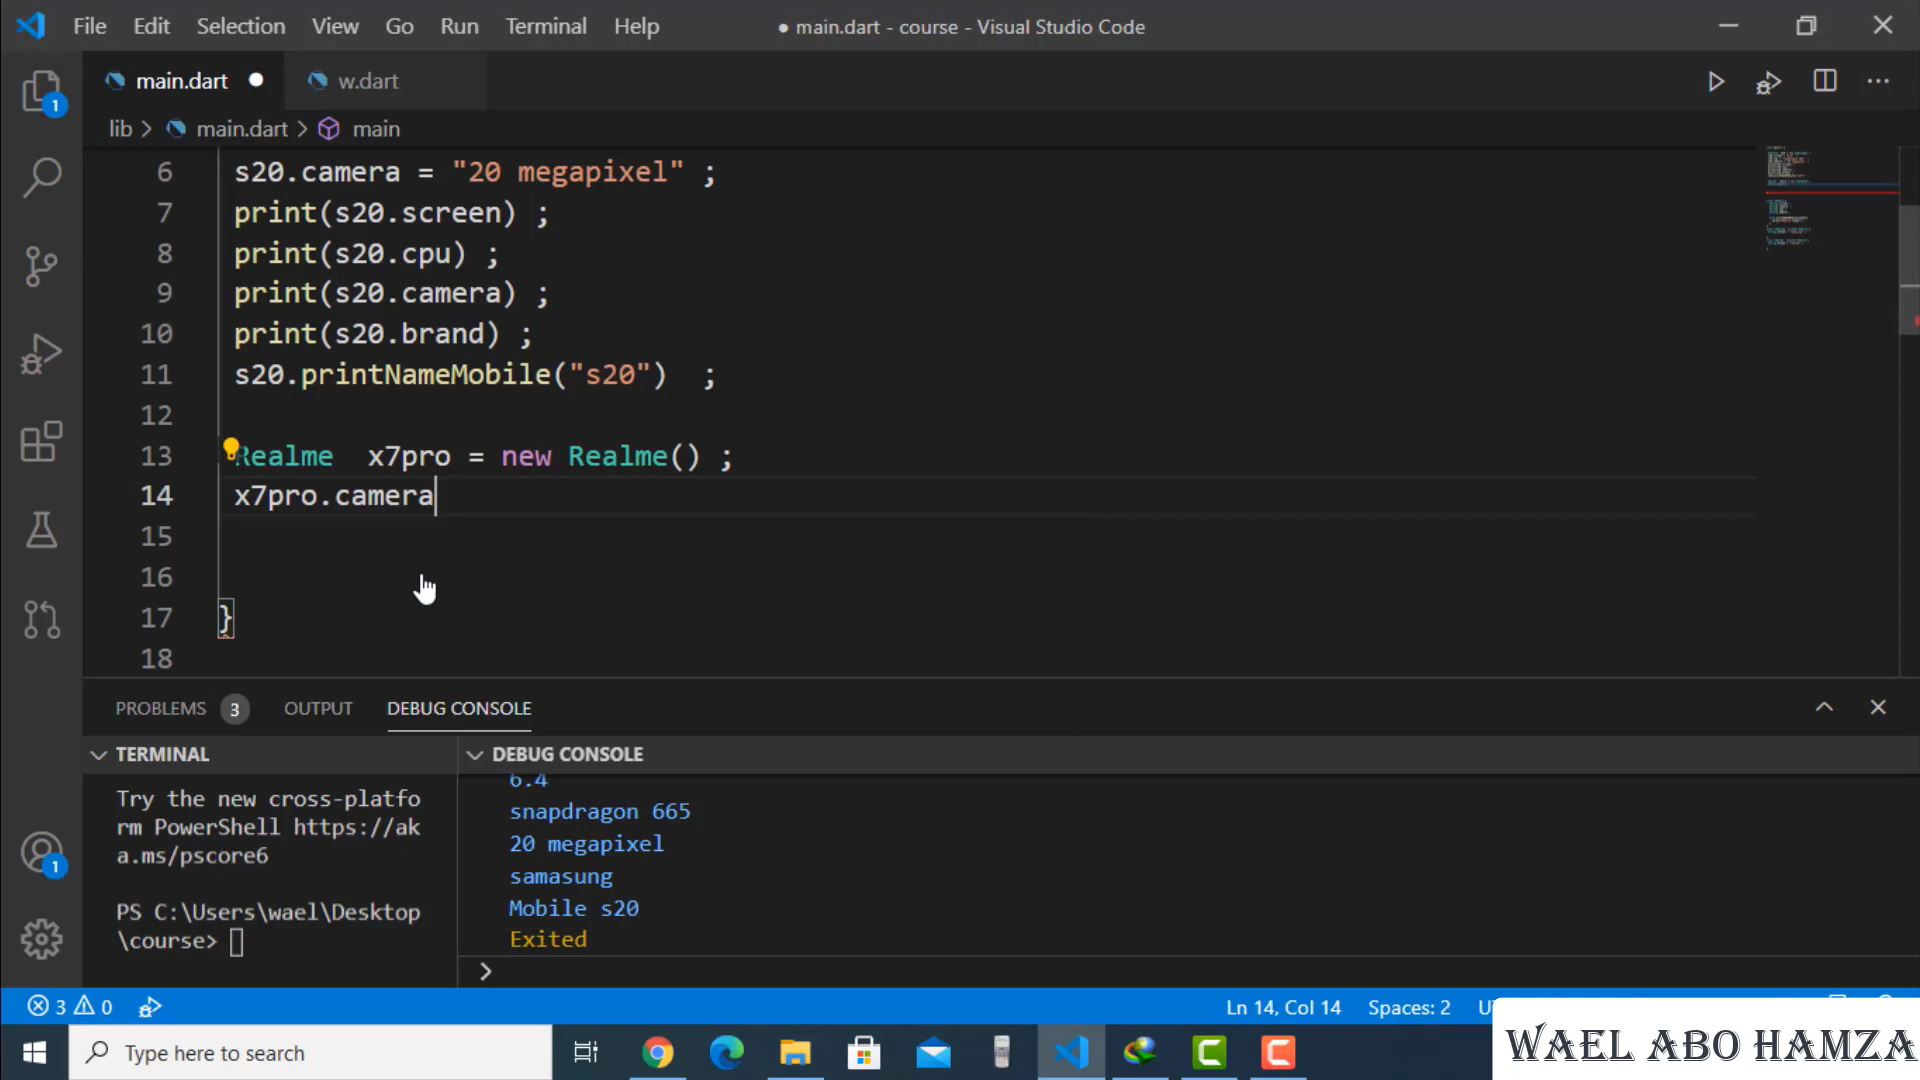 File Edit Selection View Go Run Terminal Help
● main.dart - course - Visual Studio Code
main.dart ● w.dart
lib > main.dart > main
6 s20.camera = "20 megapixel" ;
7 print(s20.screen) ;
8 print(s20.cpu) ;
9 print(s20.camera) ;
10 print(s20.brand) ;
11 s20.printNameMobile("s20")  ;
12
13 Realme  x7pro = new Realme() ;
14 x7pro.camera
15
16
17 }
18
PROBLEMS 3 OUTPUT DEBUG CONSOLE
TERMINAL
Try the new cross-platfo
rm PowerShell https://ak
a.ms/pscore6
PS C:\Users\wael\Desktop
\course>
DEBUG CONSOLE
6.4
snapdragon 665
20 megapixel
samasung
Mobile s20
Exited
>
1
1
3 0 Ln 14, Col 14 Spaces: 2
Type here to search
WAEL ABO HAMZA